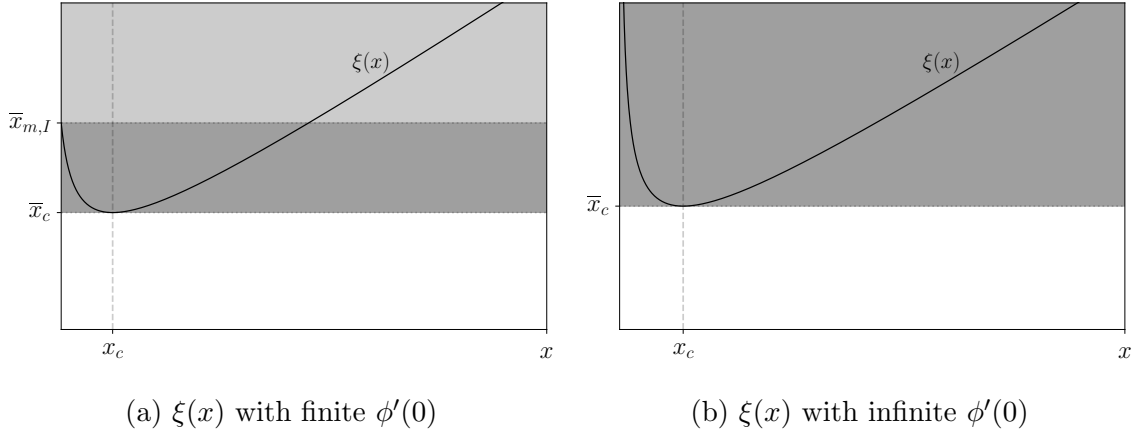 ξ(x)
x̅_{m,I}
x̅_c
x_c
x
(a) ξ(x) with finite ϕ′(0)
ξ(x)
x̅_c
x_c
x
(b) ξ(x) with infinite ϕ′(0)